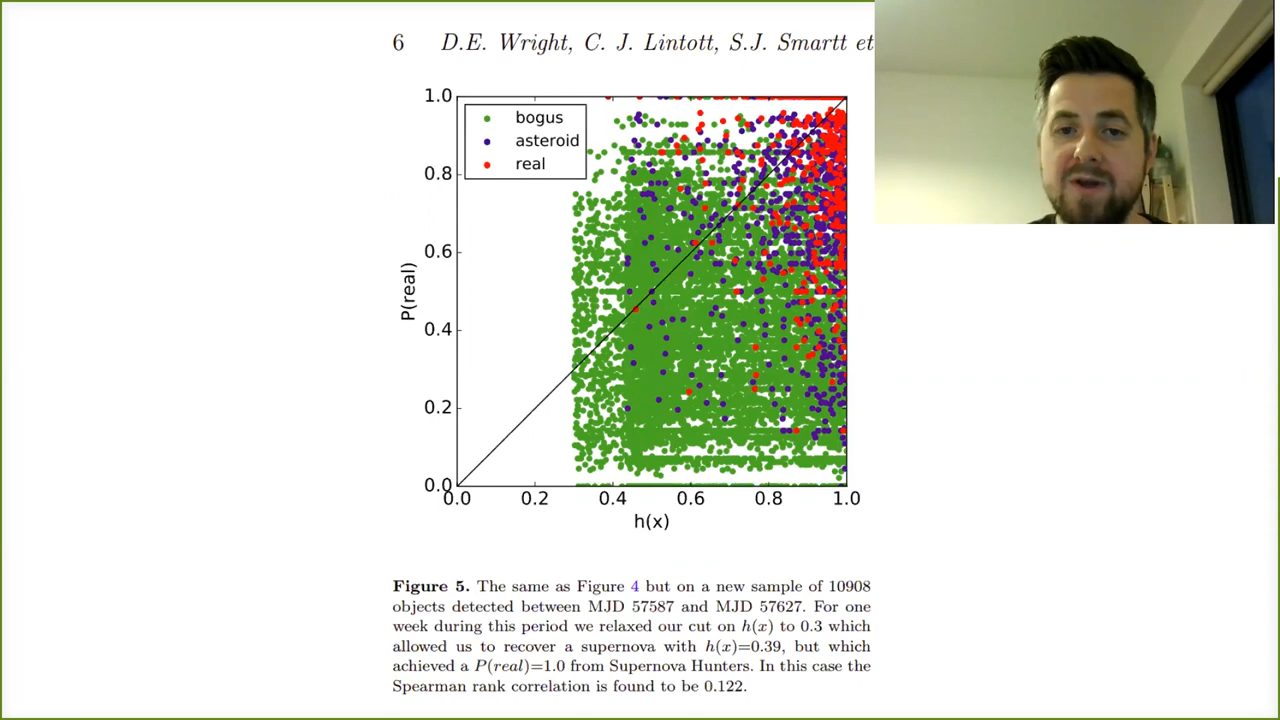 6 D.E. Wright, C. J. Lintott, S.J. Smartt et
1.0
bogus
asteroid
real
0.8
0.6
P(real)
0.4
0.2
0.0
0.0 0.2 0.4 0.6 0.8 1.0
h(x)
Figure 5. The same as Figure 4 but on a new sample of 10908
objects detected between MJD 57587 and MJD 57627. For one
week during this period we relaxed our cut on h(x) to 0.3 which
allowed us to recover a supernova with h(x)=0.39, but which
achieved a P(real)=1.0 from Supernova Hunters. In this case the
Spearman rank correlation is found to be 0.122.